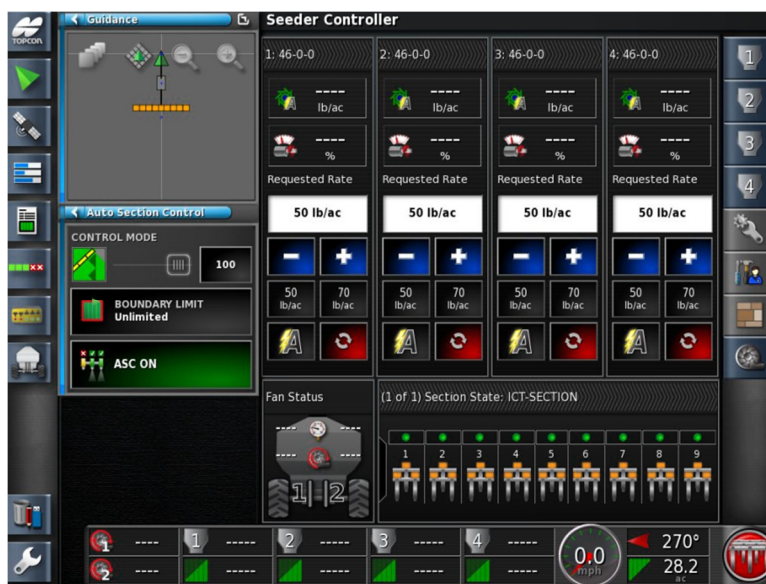 Guidance
Seeder Controller
TOPCON
1: 46-0-0
2: 46-0-0
3: 46-0-0
4: 46-0-0
---- lb/ac
---- lb/ac
---- lb/ac
---- lb/ac
---- %
---- %
---- %
---- %
Requested Rate
Requested Rate
Requested Rate
Requested Rate
50 lb/ac
50 lb/ac
50 lb/ac
50 lb/ac
50 lb/ac
70 lb/ac
50 lb/ac
70 lb/ac
50 lb/ac
70 lb/ac
50 lb/ac
70 lb/ac
A
A
A
A
1
2
3
4
Auto Section Control
CONTROL MODE
100
BOUNDARY LIMIT
Unlimited
ASC ON
Fan Status
----
----
----
----
1 2
(1 of 1) Section State: ICT-SECTION
1 2 3 4 5 6 7 8 9
1 ---- 1 ----- 2 ----- 3 ----- 4 -----
2 ---- ----- ----- ----- -----
0.0
mph
270°
28.2
ac